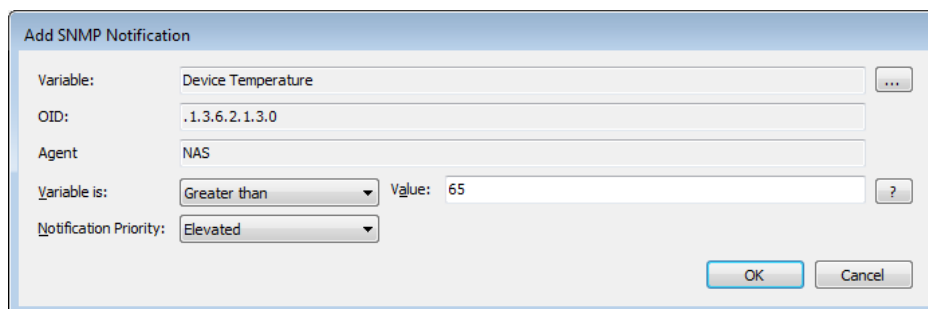 Add SNMP Notification
Variable: Device Temperature ...
OID: .1.3.6.2.1.3.0
Agent NAS
Variable is: Greater than Value: 65 ?
Notification Priority: Elevated
OK Cancel